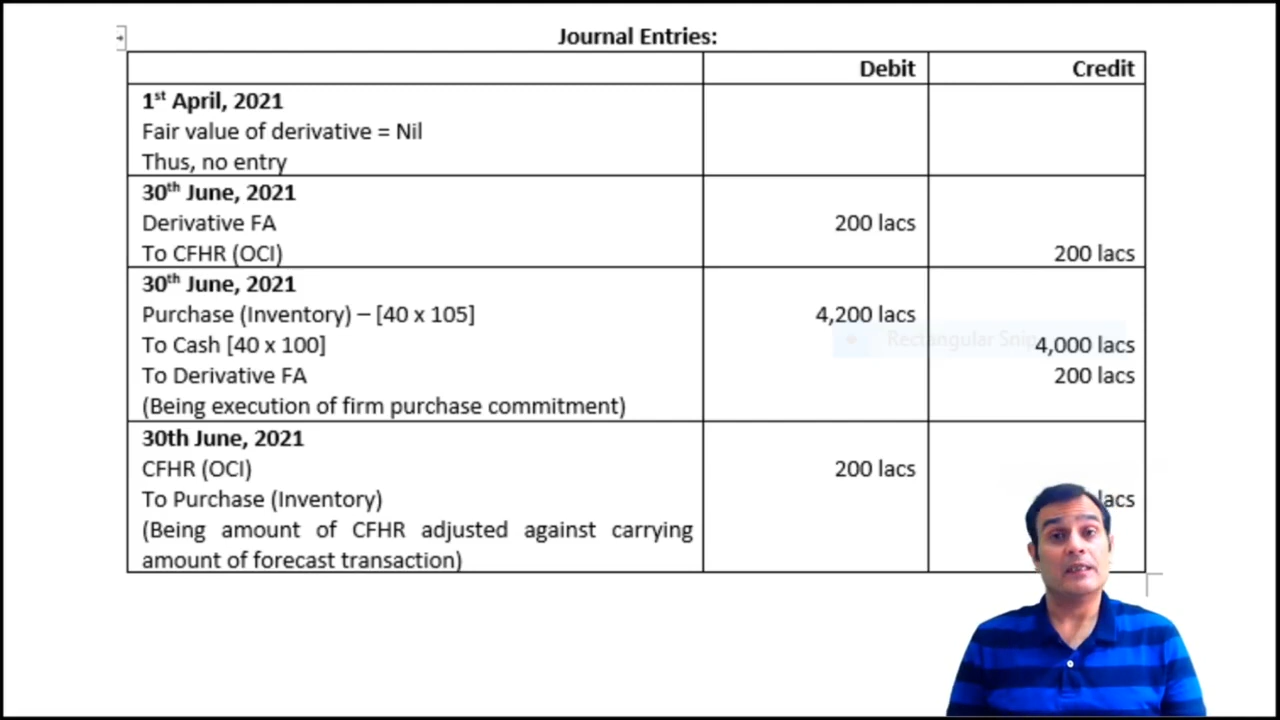 Journal Entries:
Debit Credit
1st April, 2021
Fair value of derivative = Nil
Thus, no entry
30th June, 2021
Derivative FA 200 lacs
To CFHR (OCI) 200 lacs
30th June, 2021
Purchase (Inventory) – [40 x 105] 4,200 lacs
Rectangular Snip
To Cash [40 x 100] 4,000 lacs
To Derivative FA 200 lacs
(Being execution of firm purchase commitment)
30th June, 2021
CFHR (OCI) 200 lacs
To Purchase (Inventory) lacs
(Being amount of CFHR adjusted against carrying
amount of forecast transaction)